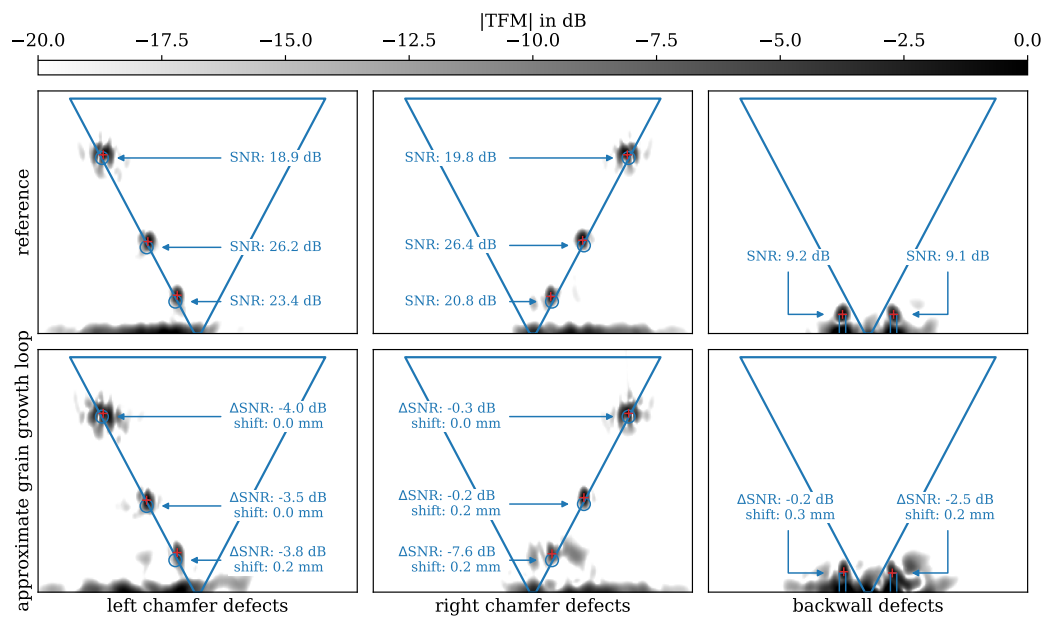 |TFM| in dB
−20.0 −17.5 −15.0 −12.5 −10.0 −7.5 −5.0 −2.5 0.0
reference
SNR: 18.9 dB
SNR: 26.2 dB
SNR: 23.4 dB
SNR: 19.8 dB
SNR: 26.4 dB
SNR: 20.8 dB
SNR: 9.2 dB
SNR: 9.1 dB
approximate grain growth loop
ΔSNR: -4.0 dB
shift: 0.0 mm
ΔSNR: -3.5 dB
shift: 0.0 mm
ΔSNR: -3.8 dB
shift: 0.2 mm
ΔSNR: -0.3 dB
shift: 0.0 mm
ΔSNR: -0.2 dB
shift: 0.2 mm
ΔSNR: -7.6 dB
shift: 0.2 mm
ΔSNR: -0.2 dB
shift: 0.3 mm
ΔSNR: -2.5 dB
shift: 0.2 mm
left chamfer defects
right chamfer defects
backwall defects